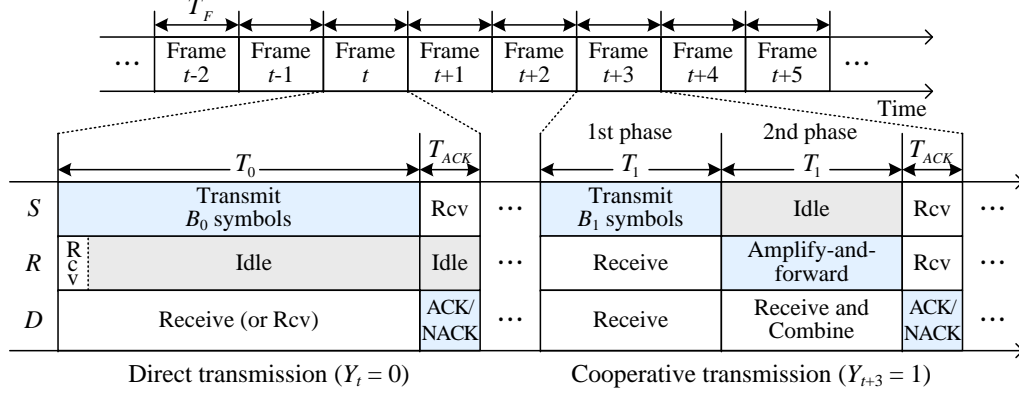 T_F
... Frame t-2 Frame t-1 Frame t Frame t+1 Frame t+2 Frame t+3 Frame t+4 Frame t+5 ...
Time
1st phase 2nd phase
T_0 T_ACK T_1 T_1 T_ACK
S Transmit B_0 symbols Rcv ... Transmit B_1 symbols Idle Rcv ...
R Rcv Idle Idle ... Receive Amplify-and-forward Rcv ...
D Receive (or Rcv) ACK/NACK ... Receive Receive and Combine ACK/NACK ...
Direct transmission (Y_t = 0) Cooperative transmission (Y_{t+3} = 1)